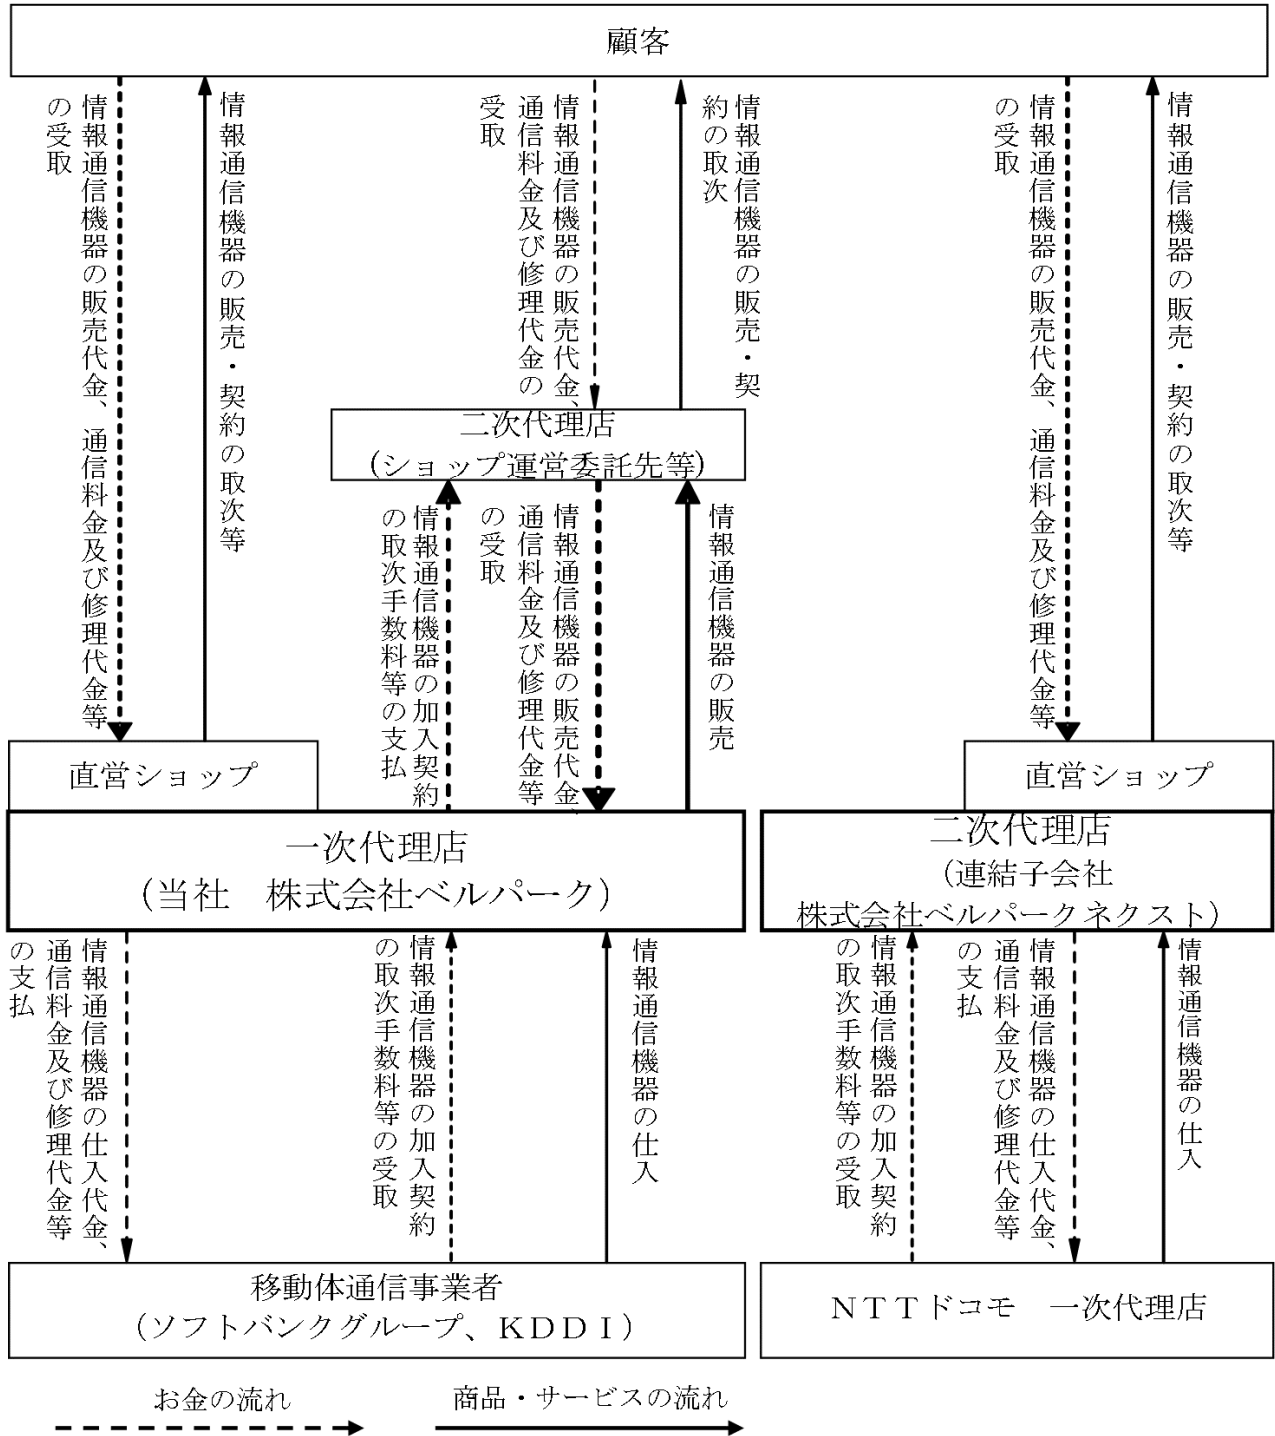 顧客
情報通信機器の販売代金、通信料金及び修理代金等
の受取
情報通信機器の販売・契約の取次等
情報通信機器の販売代金、
通信料金及び修理代金の
受取
情報通信機器の販売・契
約の取次
情報通信機器の販売代金、通信料金及び修理代金等
の受取
情報通信機器の販売・契約の取次等
二次代理店
（ショップ運営委託先等）
情報通信機器の加入契約
の取次手数料等の支払
情報通信機器の販売代金、
通信料金及び修理代金等
の受取
情報通信機器の販売
直営ショップ
直営ショップ
一次代理店
（当社　株式会社ベルパーク）
二次代理店
（連結子会社
株式会社ベルパークネクスト）
情報通信機器の仕入代金、
通信料金及び修理代金等
の支払
情報通信機器の加入契約
の取次手数料等の受取
情報通信機器の仕入
情報通信機器の加入契約
の取次手数料等の受取
情報通信機器の仕入代金、
通信料金及び修理代金等
の支払
情報通信機器の仕入
移動体通信事業者
（ソフトバンクグループ、ＫＤＤＩ）
ＮＴＴドコモ　一次代理店
お金の流れ
商品・サービスの流れ